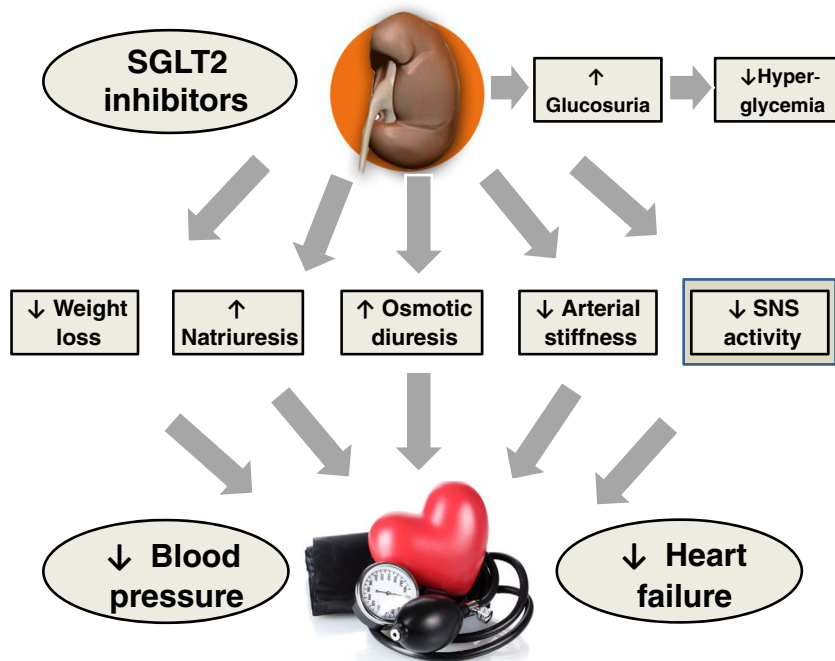 SGLT2
inhibitors
↑
Glucosuria
↓Hyper-
glycemia
↓ Weight
loss
↑
Natriuresis
↑ Osmotic
diuresis
↓ Arterial
stiffness
↓ SNS
activity
↓ Blood
pressure
↓ Heart
failure